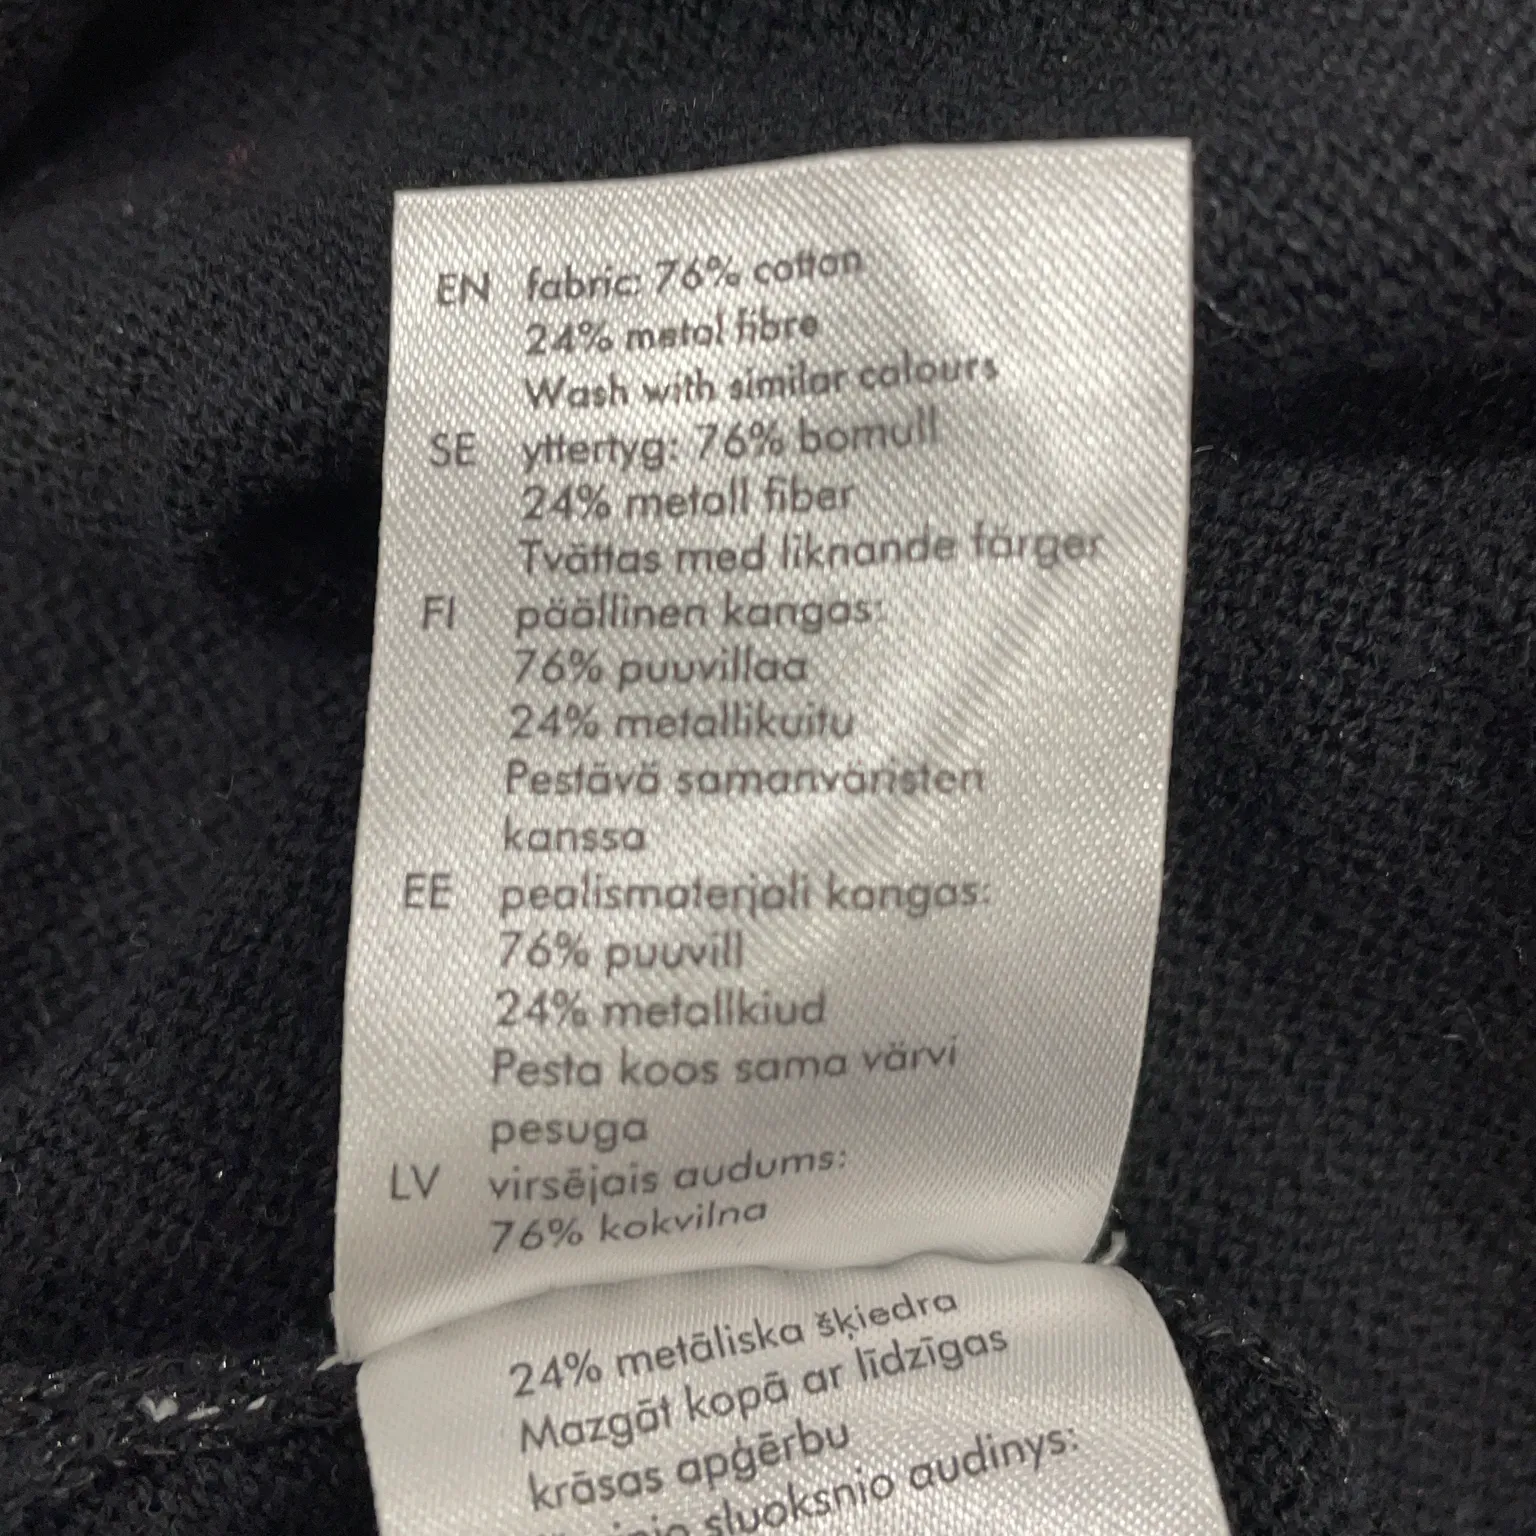 EN fabric: 76% cotton
24% metal fibre
Wash with similar colours
SE yttertyg: 76% bomull
24% metall fiber
Tvättas med liknande färger
FI päällinen kangas:
76% puuvillaa
24% metallikuitu
Pestävä samanväristen
kanssa
EE pealismaterjali kangas:
76% puuvill
24% metallkiud
Pesta koos sama värvi
pesuga
LV virsējais audums:
76% kokvilna
24% metāliska šķiedra
Mazgāt kopā ar līdzīgas
krāsas apģērbu
sluoksnio audinys: